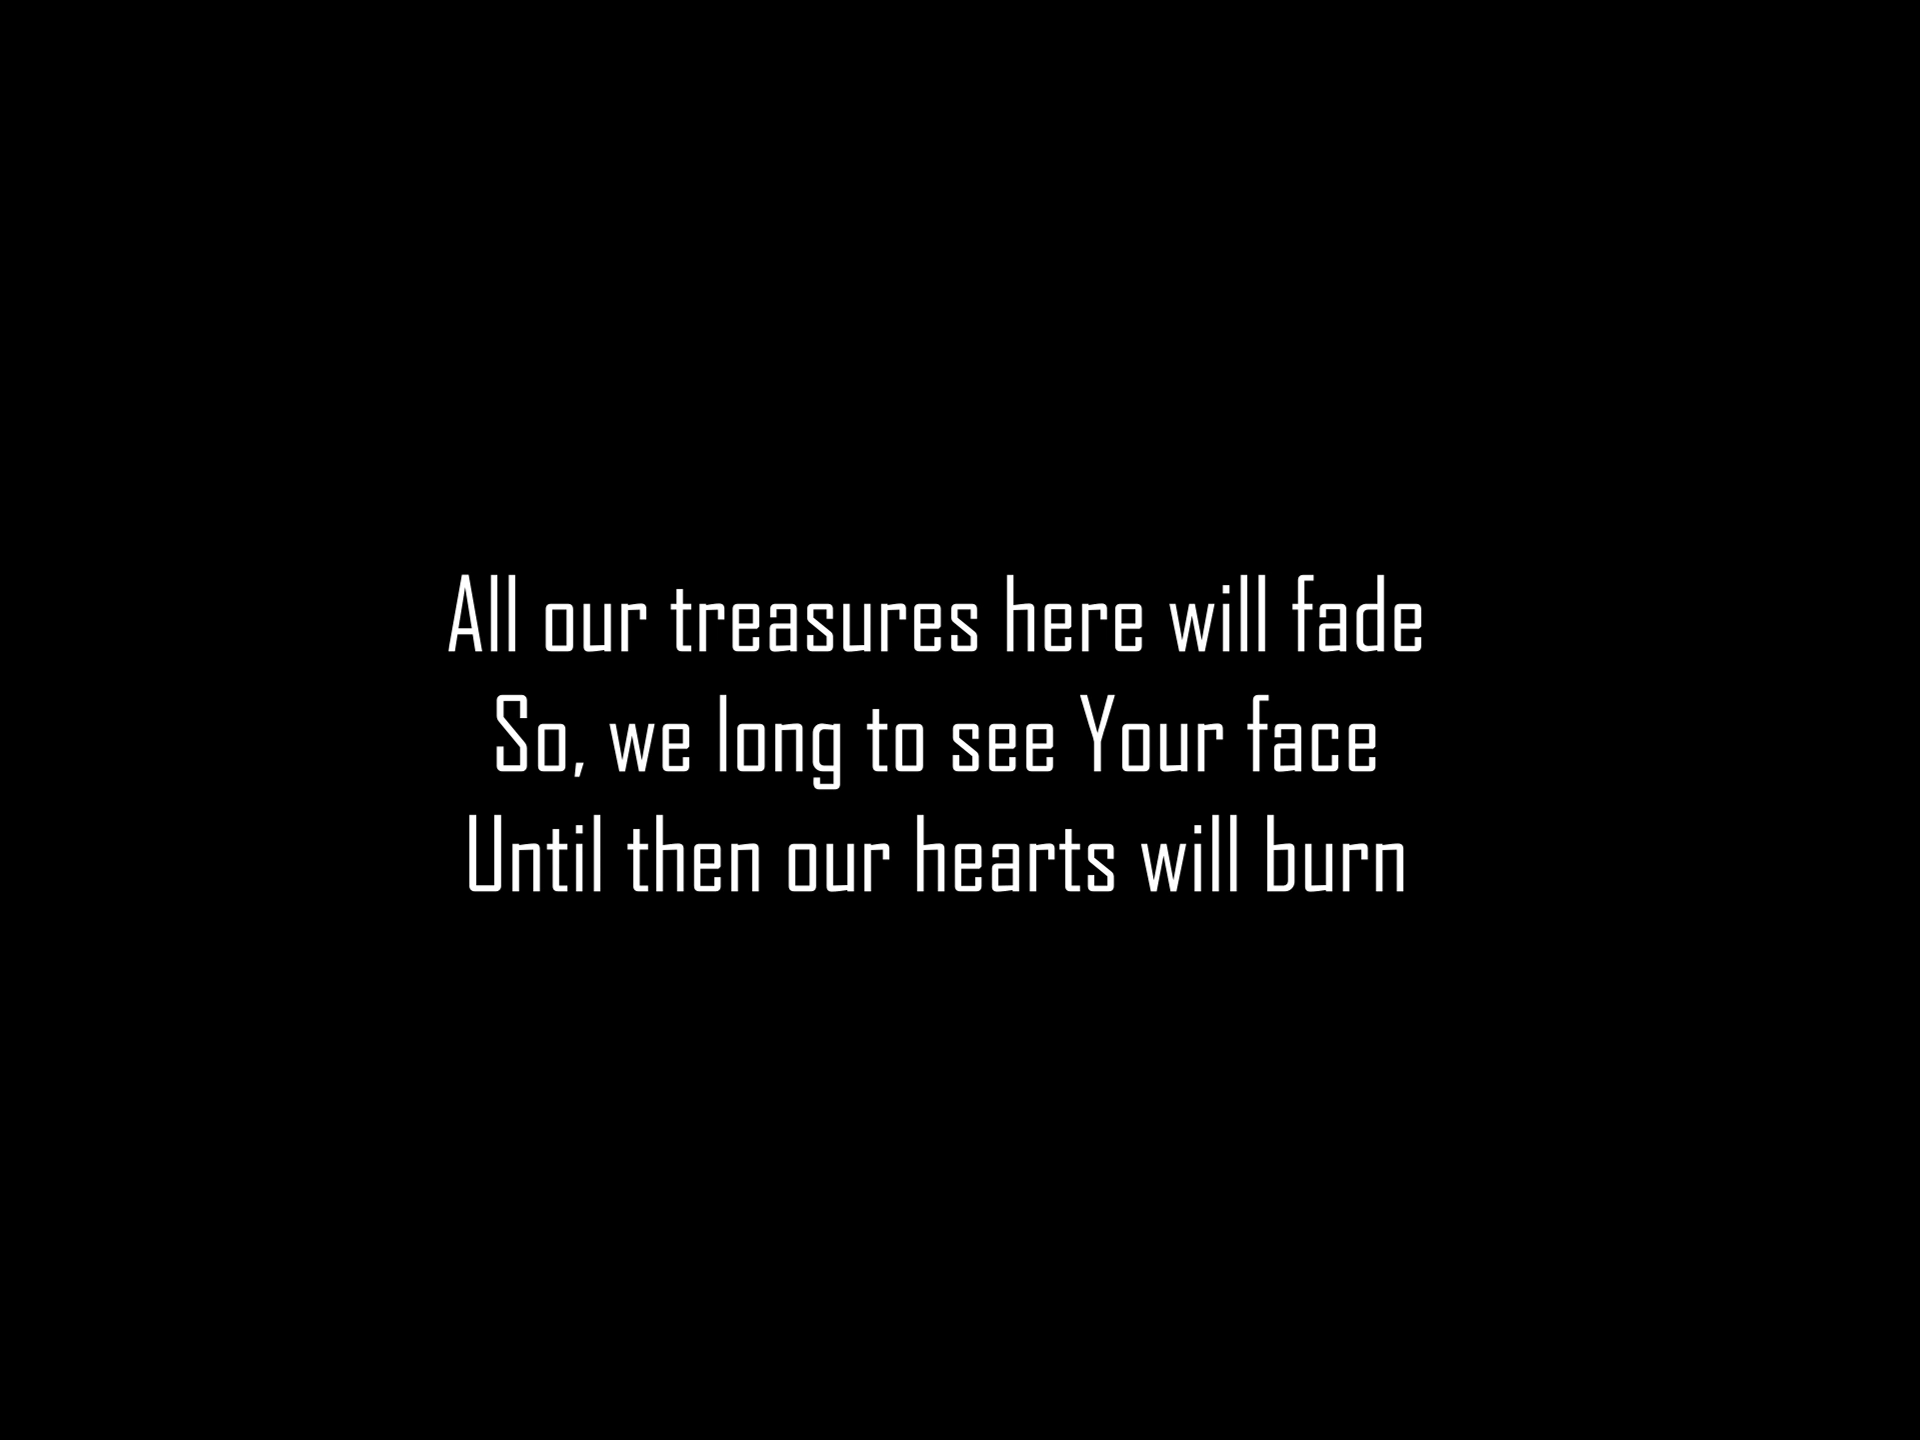 All our treasures here will fade
So, we long to see Your face
Until then our hearts will burn